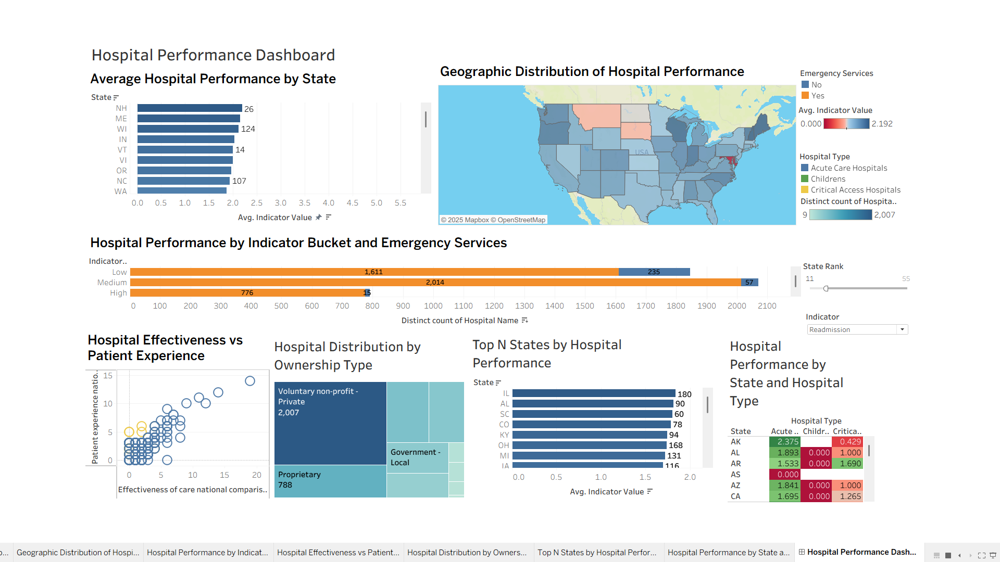 Hospital Performance Dashboard
Average Hospital Performance by State
State
NH 26
ME
WI 124
IN
VT 14
VI
OR
NC 107
WA
0.0 0.5 1.0 1.5 2.0 2.5 3.0 3.5 4.0 4.5 5.0 5.5
Avg. Indicator Value
Geographic Distribution of Hospital Performance
USA
© 2025 Mapbox © OpenStreetMap
Emergency Services
No
Yes
Avg. Indicator Value
0.000 2.192
Hospital Type
Acute Care Hospitals
Childrens
Critical Access Hospitals
Distinct count of Hospita..
9 2,007
Hospital Performance by Indicator Bucket and Emergency Services
Indicator..
Low 1,611 235
Medium 2,014 57
High 776 15
0 100 200 300 400 500 600 700 800 900 1000 1100 1200 1300 1400 1500 1600 1700 1800 1900 2000 2100
Distinct count of Hospital Name
State Rank
11 55
Indicator
Readmission
Hospital Effectiveness vs
Patient Experience
Patient experience natio..
15
10
5
0
0 5 10 15 20
Effectiveness of care national comparis..
Hospital Distribution by
Ownership Type
Voluntary non-profit -
Private
2,007
Proprietary
788
Government -
Local
Top N States by Hospital
Performance
State
IL 180
AL 90
SC 60
CO 78
KY 94
OH 168
MI 131
IA 116
0.0 0.5 1.0 1.5 2.0
Avg. Indicator Value
Hospital
Performance by
State and Hospital
Type
Hospital Type
State Acute .. Childr.. Critica..
AK 2.375 0.429
AL 1.893 0.000 1.000
AR 1.533 0.000 1.690
AS 0.000
AZ 1.841 0.000 1.000
CA 1.695 0.000 1.265
o... Geographic Distribution of Hospi... Hospital Performance by Indicat... Hospital Effectiveness vs Patient... Hospital Distribution by Owners... Top N States by Hospital Perfor... Hospital Performance by State a... Hospital Performance Dash...